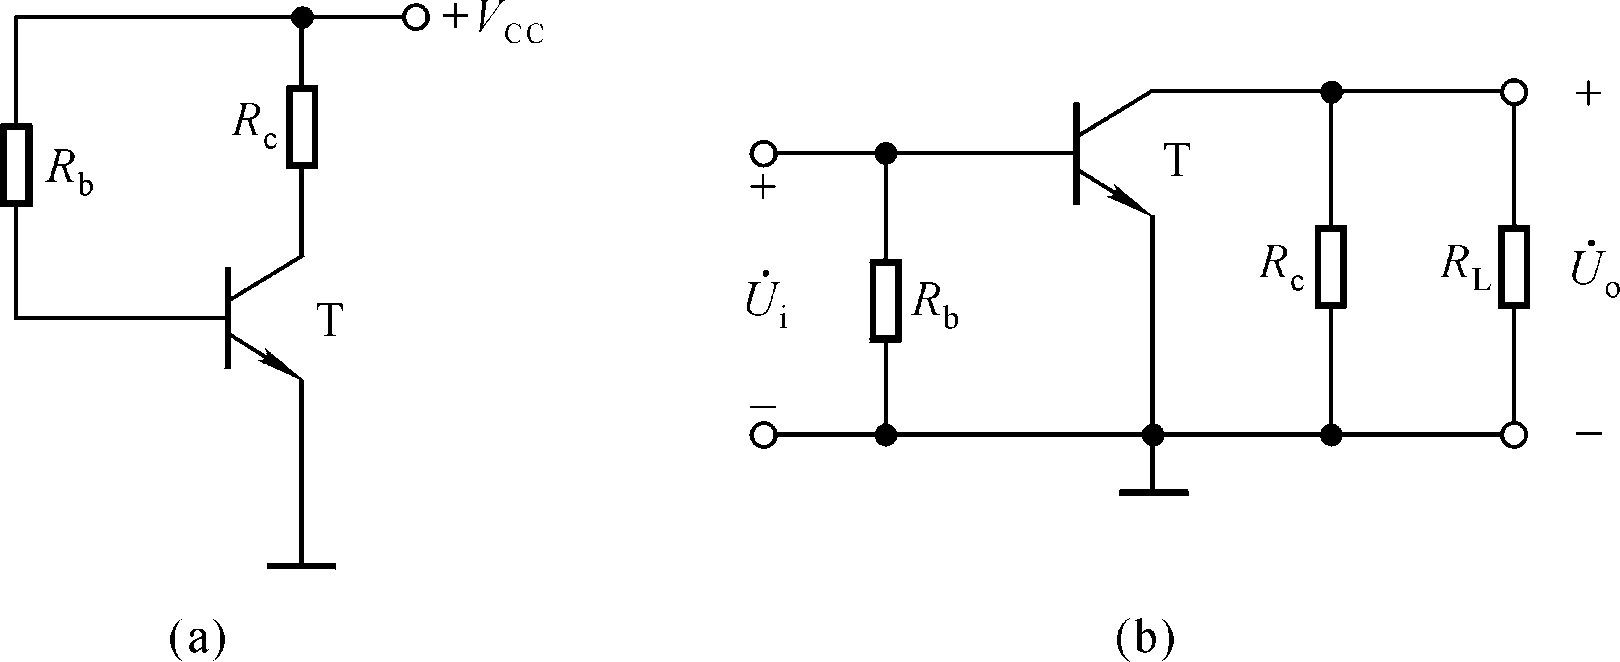 +V_CC
R_c
R_b
T
(a)
+
T
+
U̇_i
R_b
R_c
R_L
U̇_o
−
−
(b)